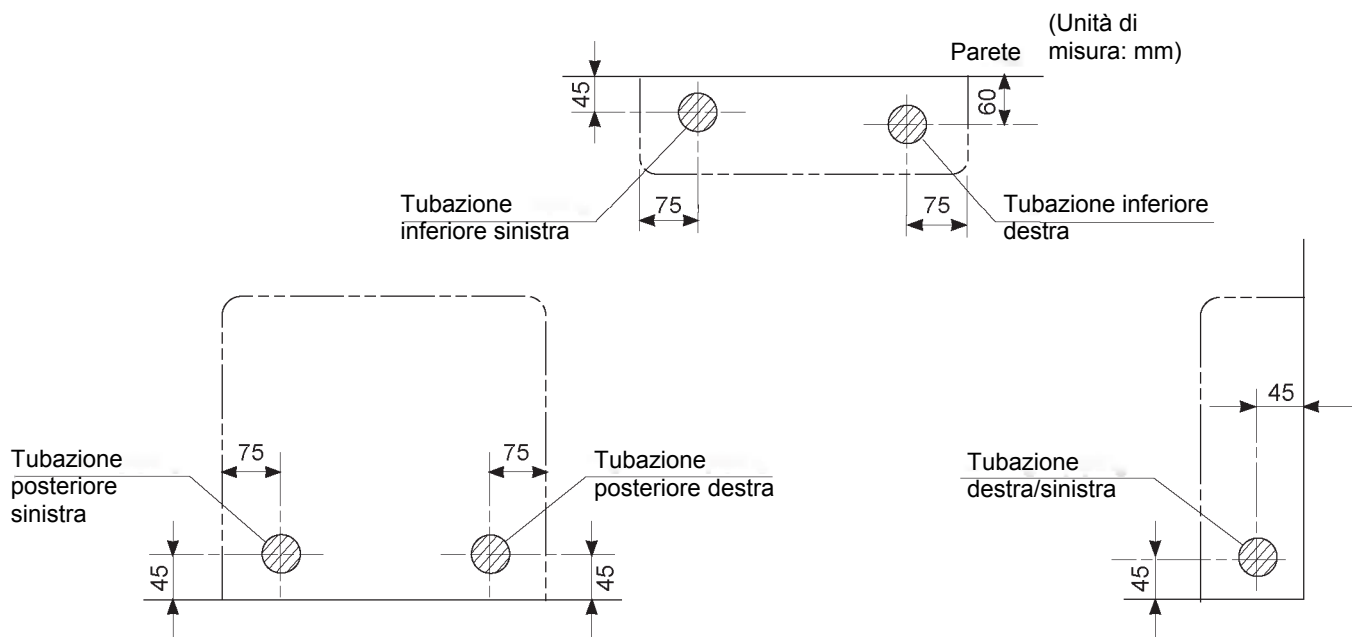 (Unità di
misura: mm)
Parete
45
60
Tubazione
inferiore sinistra
75
75
Tubazione inferiore
destra
Tubazione
posteriore
sinistra
75
75
Tubazione
posteriore destra
45
45
Tubazione
destra/sinistra
45
45